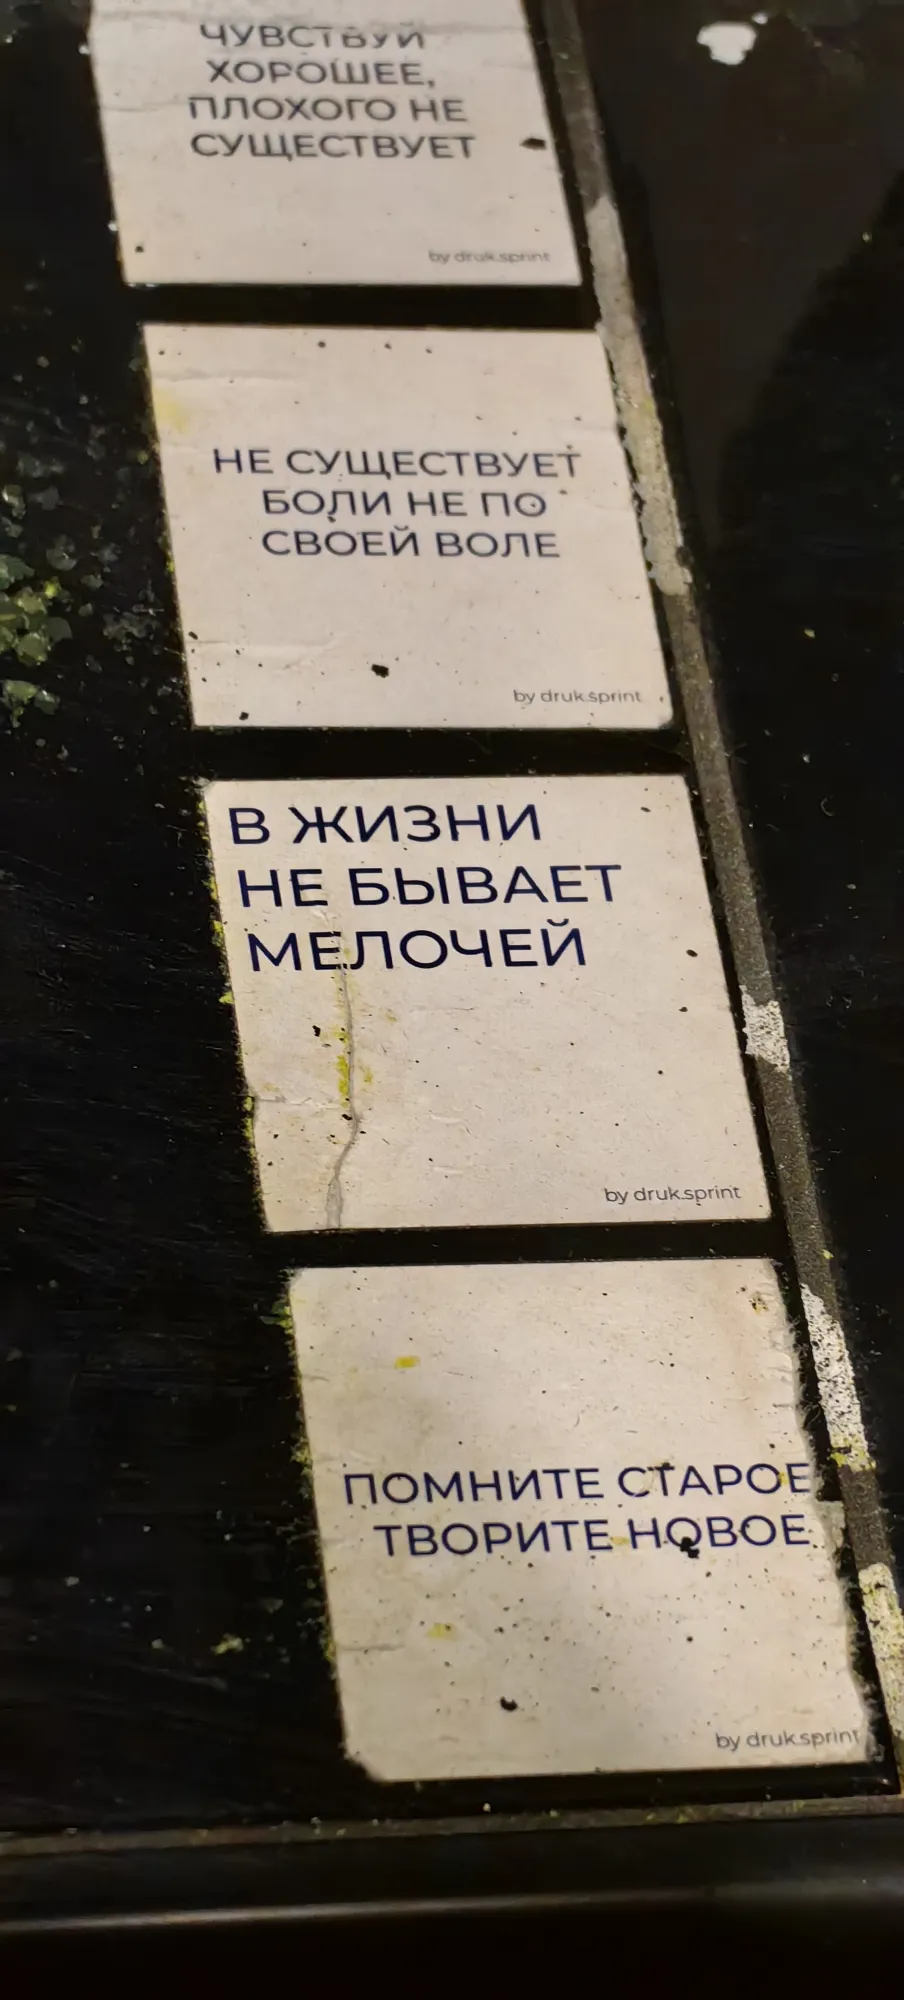 ЧУВСТВУЙ
ХОРОШЕЕ,
ПЛОХОГО НЕ
СУЩЕСТВУЕТ
by druk.sprint
НЕ СУЩЕСТВУЕТ
БОЛИ НЕ ПО
СВОЕЙ ВОЛЕ
by druk.sprint
В ЖИЗНИ
НЕ БЫВАЕТ
МЕЛОЧЕЙ
by druk.sprint
ПОМНИТЕ СТАРОЕ
ТВОРИТЕ НОВОЕ
by druk.sprint